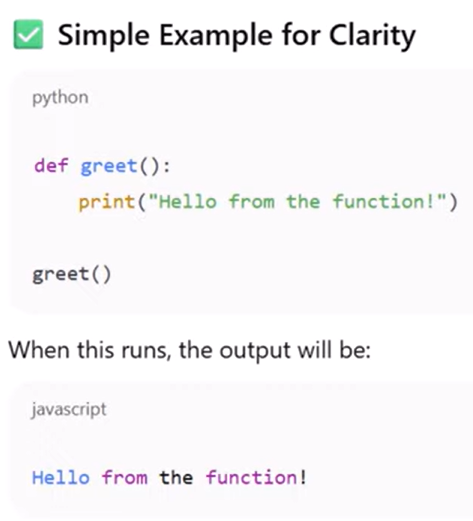 ✅ Simple Example for Clarity
python
def greet():
    print("Hello from the function!")
greet()
When this runs, the output will be:
javascript
Hello from the function!